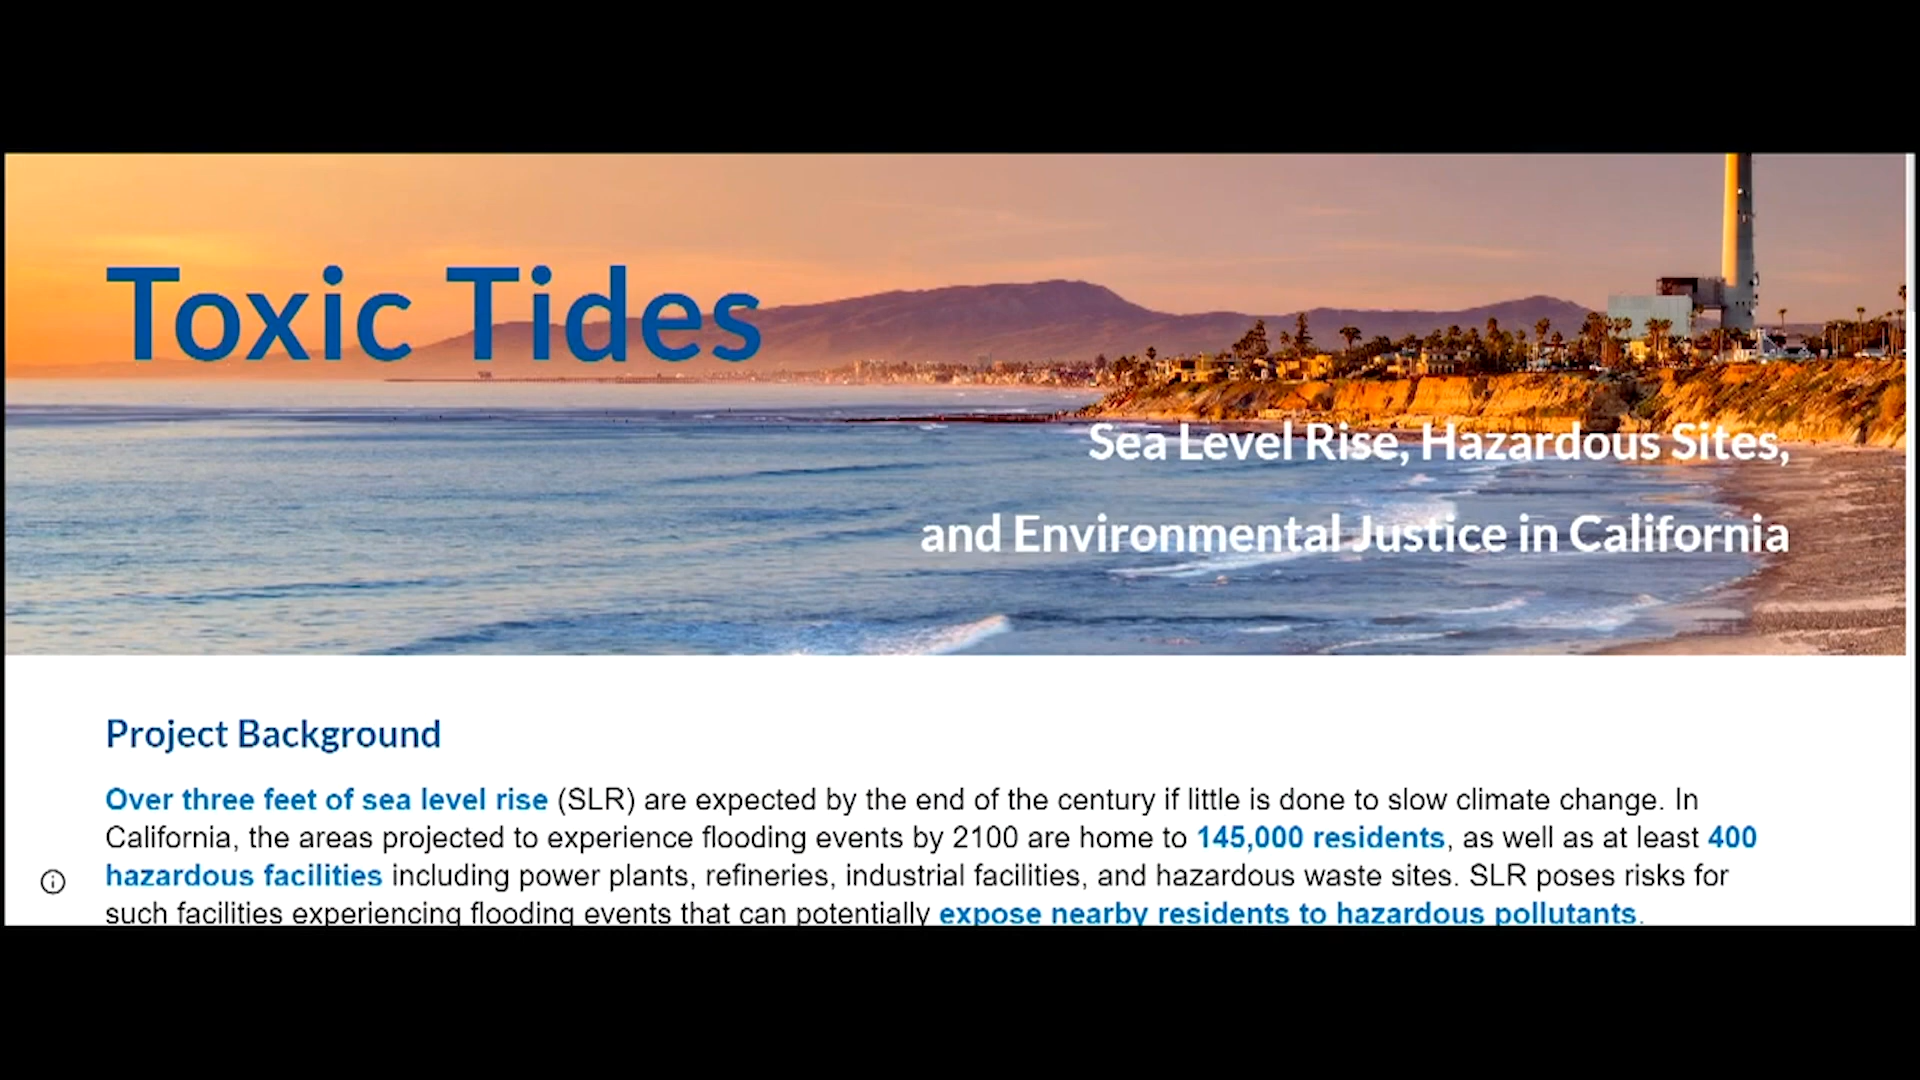 Toxic Tides
Sea Level Rise, Hazardous Sites,
and Environmental Justice in California
Project Background
Over three feet of sea level rise (SLR) are expected by the end of the century if little is done to slow climate change. In
California, the areas projected to experience flooding events by 2100 are home to 145,000 residents, as well as at least 400
hazardous facilities including power plants, refineries, industrial facilities, and hazardous waste sites. SLR poses risks for
such facilities experiencing flooding events that can potentially expose nearby residents to hazardous pollutants.